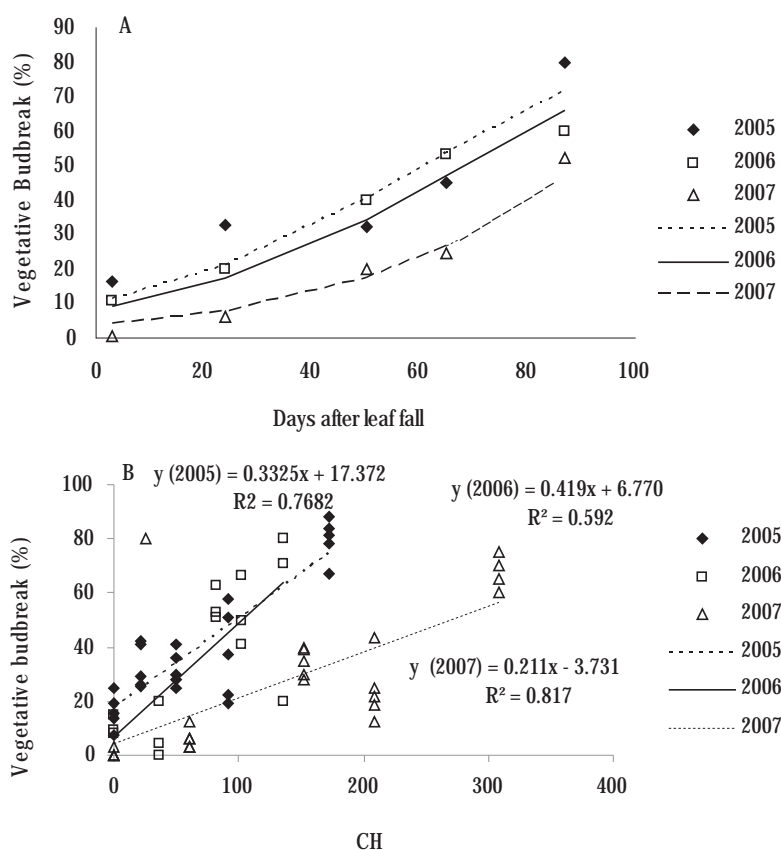 A
90
80
70
60
50
40
30
20
10
0
Vegetative Budbreak (%)
0 20 40 60 80 100
Days after leaf fall
2005
2006
2007
2005
2006
2007
B
y (2005) = 0.3325x + 17.372
R2 = 0.7682
y (2006) = 0.419x + 6.770
R² = 0.592
y (2007) = 0.211x - 3.731
R² = 0.817
100
80
60
40
20
0
Vegetative budbreak (%)
0 100 200 300 400
CH
2005
2006
2007
2005
2006
2007